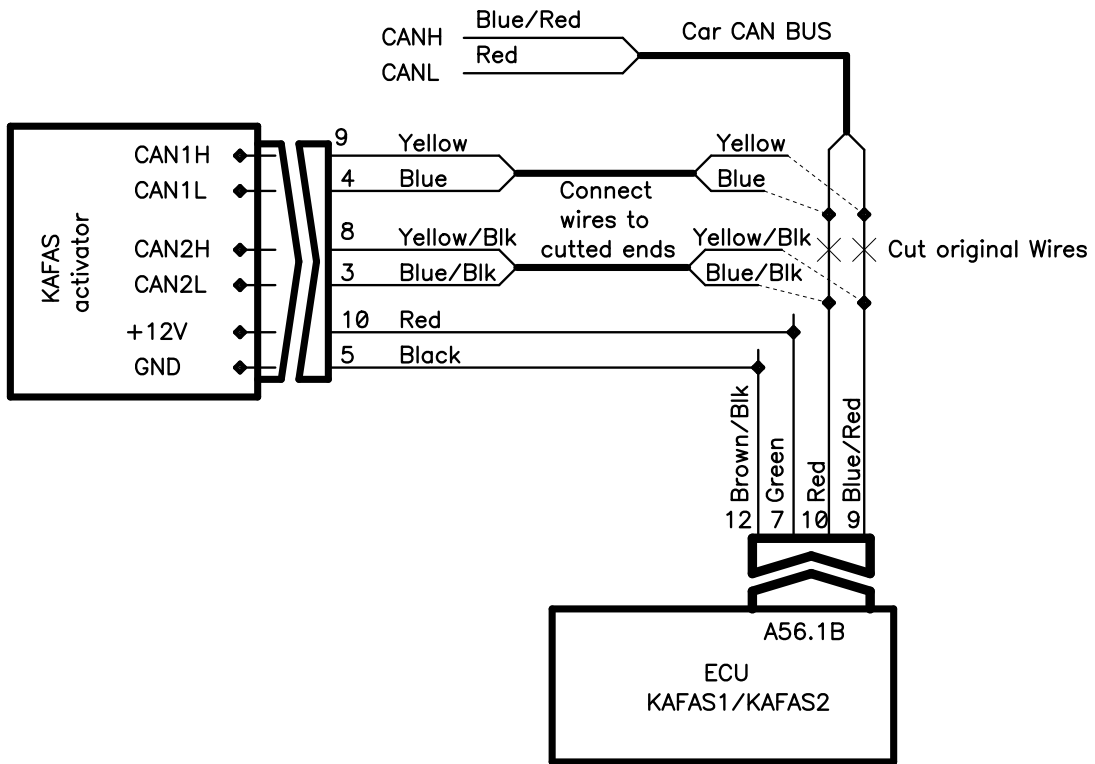 Blue/Red
CANH
Car CAN BUS
Red
CANL
9
Yellow
Yellow
CAN1H
4
Blue
Blue
CAN1L
Connect
wires to
cutted ends
KAFAS
activator
8
Yellow/Blk
Yellow/Blk
CAN2H
Cut original Wires
3
Blue/Blk
Blue/Blk
CAN2L
10
Red
+12V
5
Black
GND
Brown/Blk
Green
Red
Blue/Red
12
7
10
9
A56.1B
ECU
KAFAS1/KAFAS2